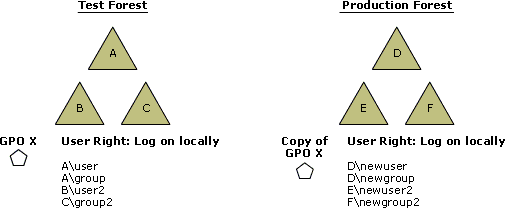 Test Forest
A
B
C
GPO X
User Right: Log on locally
A\user
A\group
B\user2
C\group2
Production Forest
D
E
F
Copy of
GPO X
User Right: Log on locally
D\newuser
D\newgroup
E\newuser2
F\newgroup2